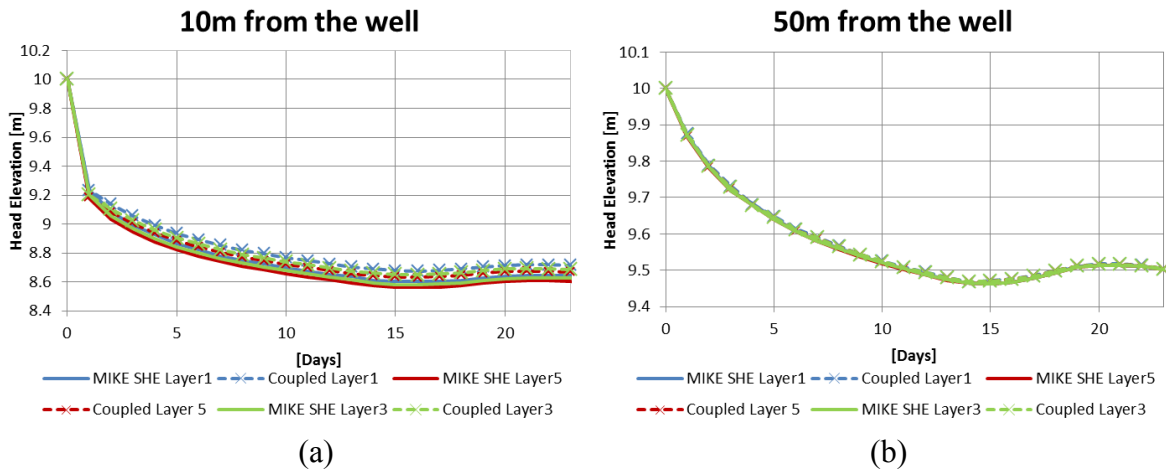 10m from the well
10.2
10
9.8
9.6
9.4
9.2
9
8.8
8.6
8.4
Head Elevation [m]
0 5 10 15 20
[Days]
MIKE SHE Layer1 Coupled Layer1 MIKE SHE Layer5
Coupled Layer 5 MIKE SHE Layer3 Coupled Layer3
(a)
50m from the well
10.1
10
9.9
9.8
9.7
9.6
9.5
9.4
Head Elevation [m]
0 5 10 15 20
[Days]
MIKE SHE Layer1 Coupled Layer1 MIKE SHE Layer5
Coupled Layer 5 MIKE SHE Layer3 Coupled Layer3
(b)